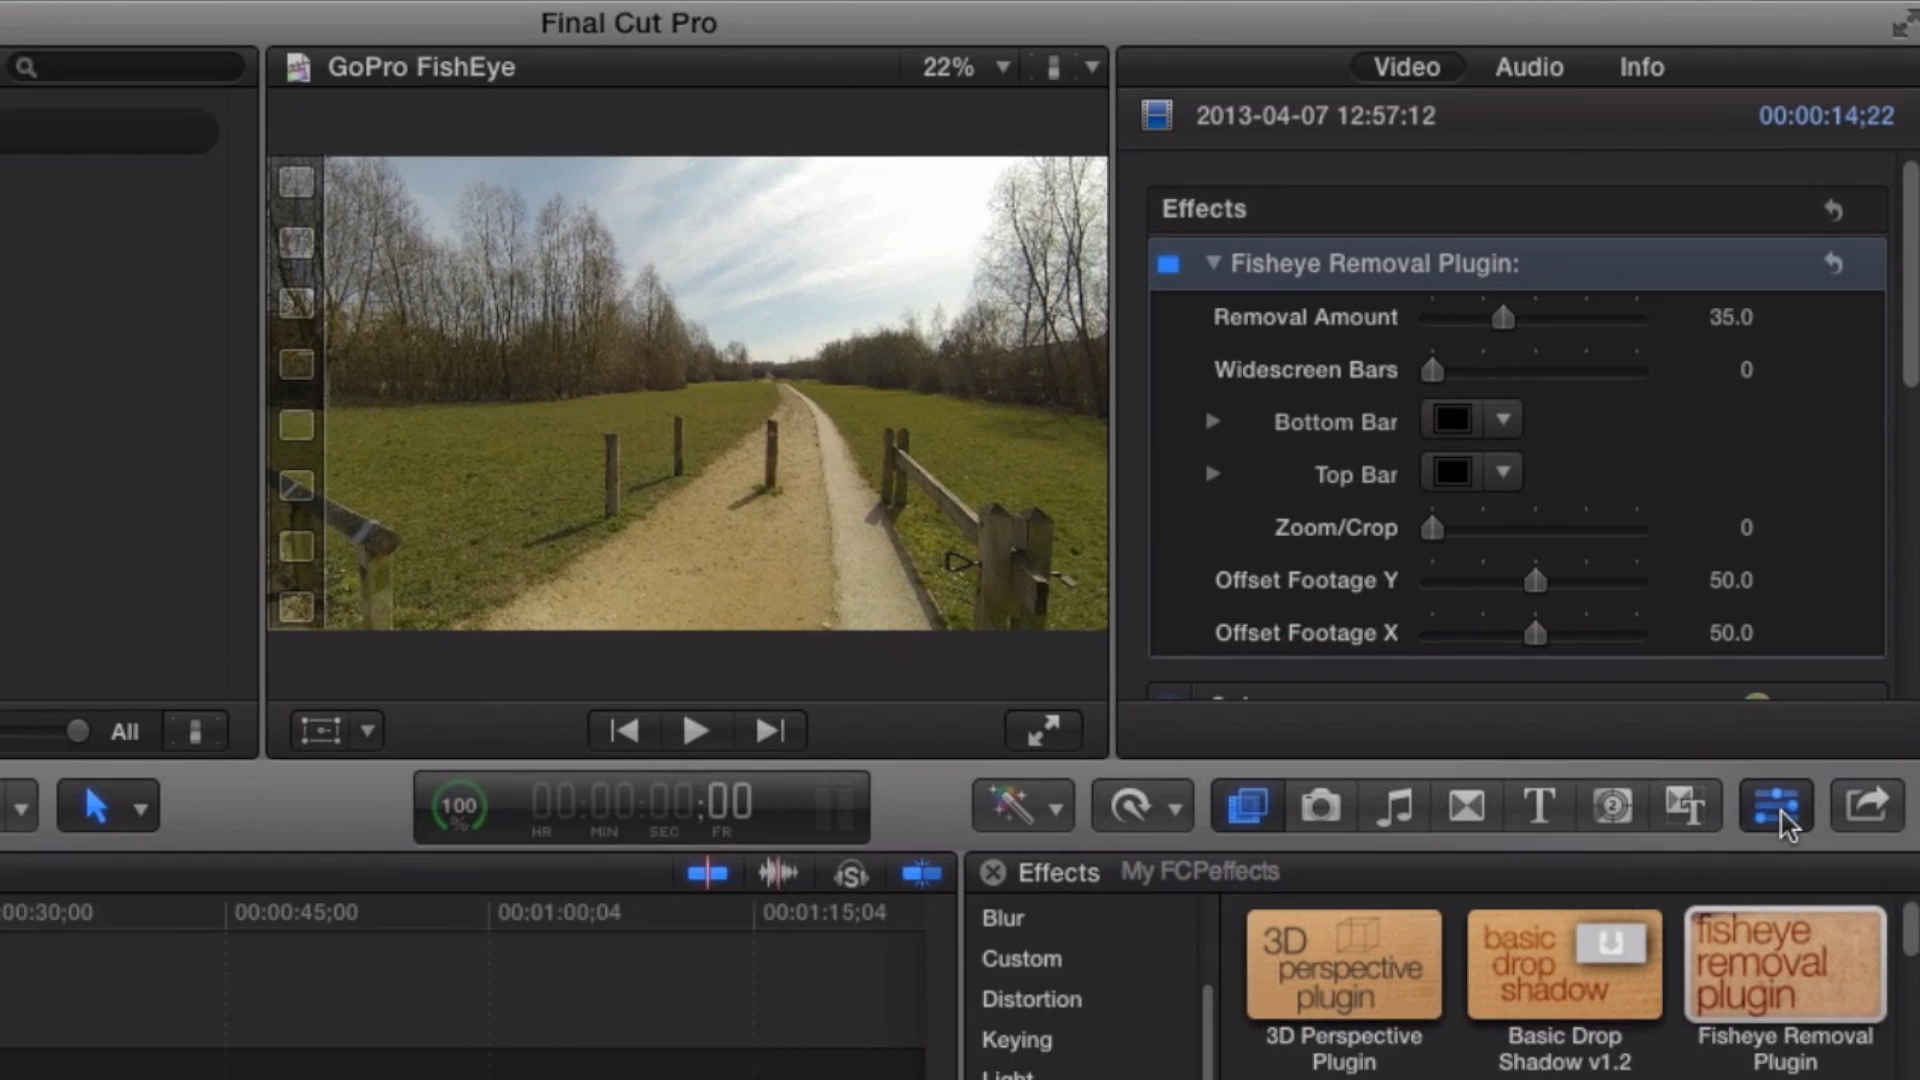 Final Cut Pro
GoPro FishEye
22%
Video Audio Info
2013-04-07 12:57:12
00:00:14;22
Effects
Fisheye Removal Plugin:
Removal Amount 35.0
Widescreen Bars 0
Bottom Bar
Top Bar
Zoom/Crop 0
Offset Footage Y 50.0
Offset Footage X 50.0
All
100
%
00:00:00;00
HR MIN SEC FR
T
2
T
S
Effects My FCPeffects
:00:30;00 00:00:45;00 00:01:00;04 00:01:15;04
Blur
Custom
Distortion
Keying
Light
3D
perspective
plugin
3D Perspective
Plugin
basic
drop
shadow
Basic Drop
Shadow v1.2
fisheye
removal
plugin
Fisheye Removal
Plugin